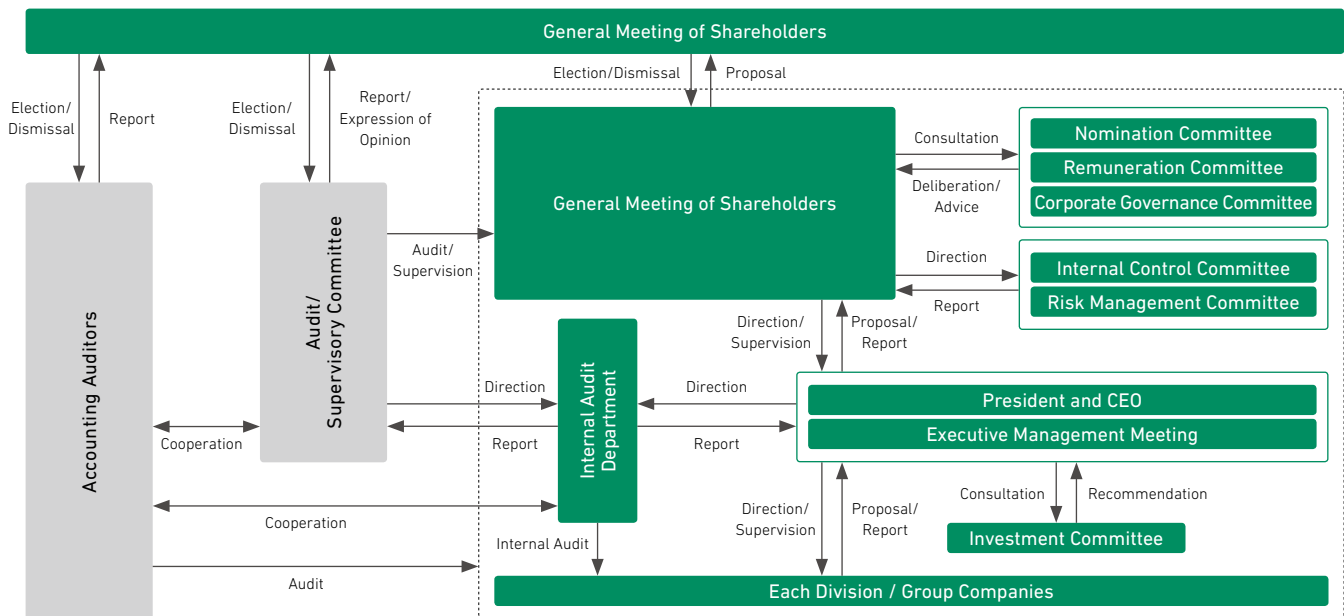 General Meeting of Shareholders
Election/
Dismissal
Report
Election/
Dismissal
Report/
Expression of
Opinion
Election/Dismissal
Proposal
Accounting Auditors
Audit/
Supervisory Committee
Audit/
Supervision
General Meeting of Shareholders
Consultation
Deliberation/
Advice
Nomination Committee
Remuneration Committee
Corporate Governance Committee
Direction
Report
Internal Control Committee
Risk Management Committee
Direction/
Supervision
Proposal/
Report
Internal Audit
Department
Direction
Report
Direction
Report
Cooperation
Cooperation
President and CEO
Executive Management Meeting
Direction/
Supervision
Proposal/
Report
Consultation
Recommendation
Investment Committee
Internal Audit
Audit
Each Division / Group Companies